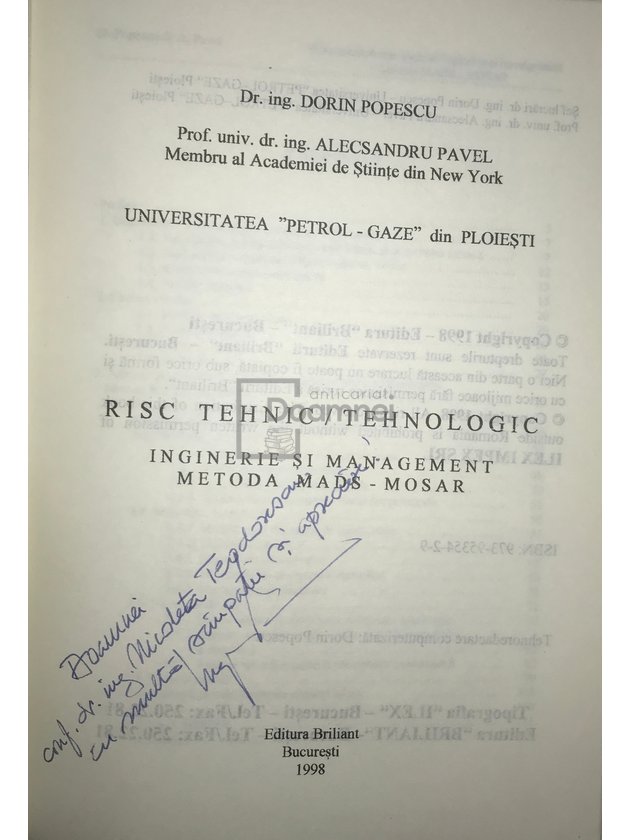 Dr. ing. DORIN POPESCU
Prof. univ. dr. ing. ALECSANDRU PAVEL
Membru al Academiei de Științe din New York
UNIVERSITATEA "PETROL - GAZE" din PLOIEȘTI
anticariat
Doamnei
RISC TEHNIC / TEHNOLOGIC
INGINERIE ȘI MANAGEMENT
METODA MADS - MOSAR
Doamnei
conf. dr. ing. Nicoleta Teodorescu
cu multă simpatie și apreciere!
Editura Briliant
București
1998